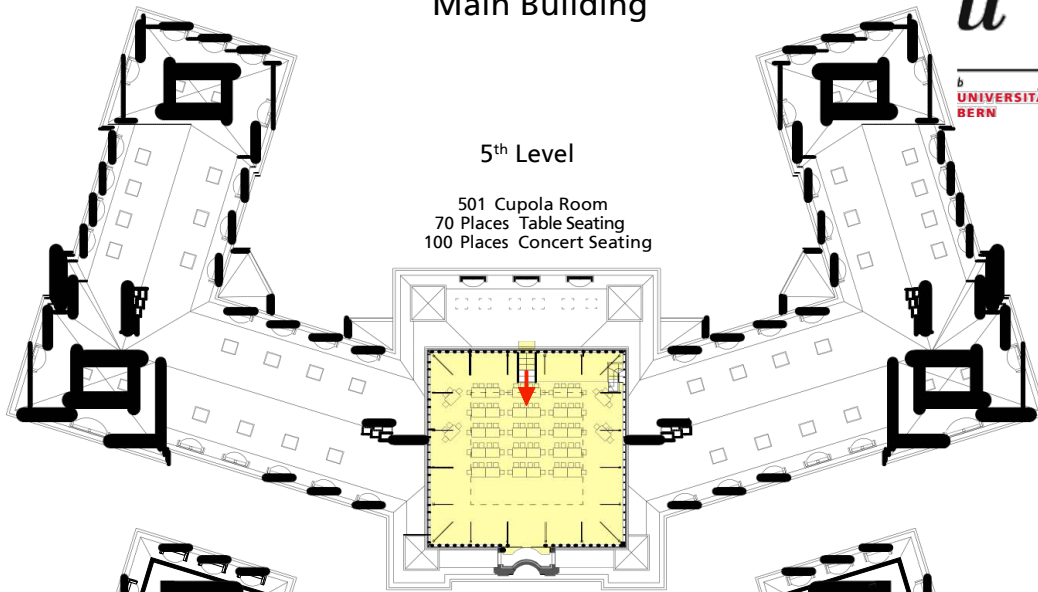 Main Building
u
b
UNIVERSITÄ
BERN
5th Level
501 Cupola Room
70 Places Table Seating
100 Places Concert Seating